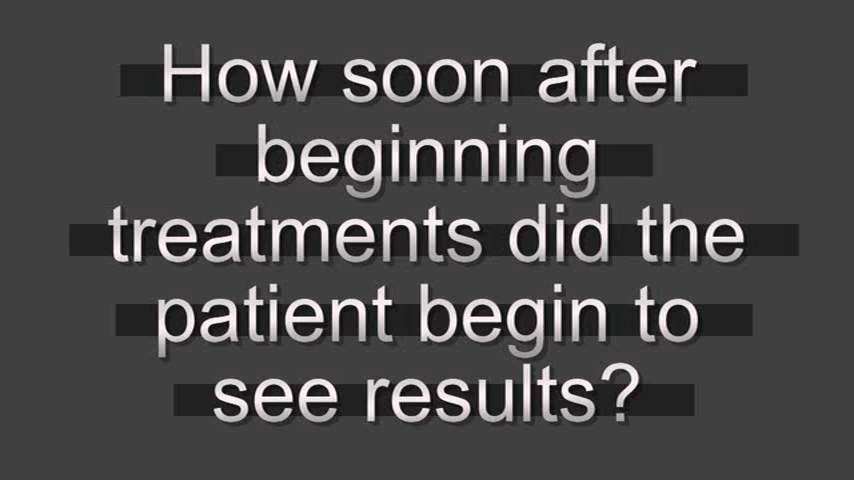 How soon after
beginning
treatments did the
patient begin to
see results?